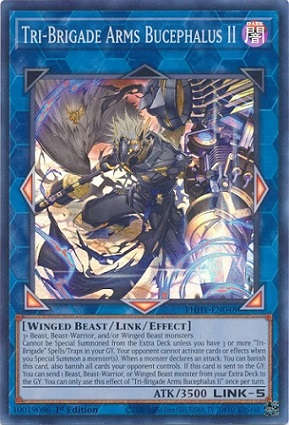 TRI-BRIGADE ARMS BUCEPHALUS II
DARK
PHHY-EN048
[WINGED BEAST/LINK/EFFECT]
3+ Beast, Beast-Warrior, and/or Winged Beast monsters
Cannot be Special Summoned from the Extra Deck unless you have 3 or more "Tri-
Brigade" Spells/Traps in your GY. Your opponent cannot activate cards or effects when
you Special Summon a monster(s). When a monster declares an attack: You can banish
this card, also banish all cards your opponent controls. If this card is sent to the GY:
You can send 1 Beast, Beast-Warrior, or Winged Beast monster from your Extra Deck to
the GY. You can only use this effect of "Tri-Brigade Arms Bucephalus II" once per turn.
ATK/3500 LINK-5
10019086 1st Edition